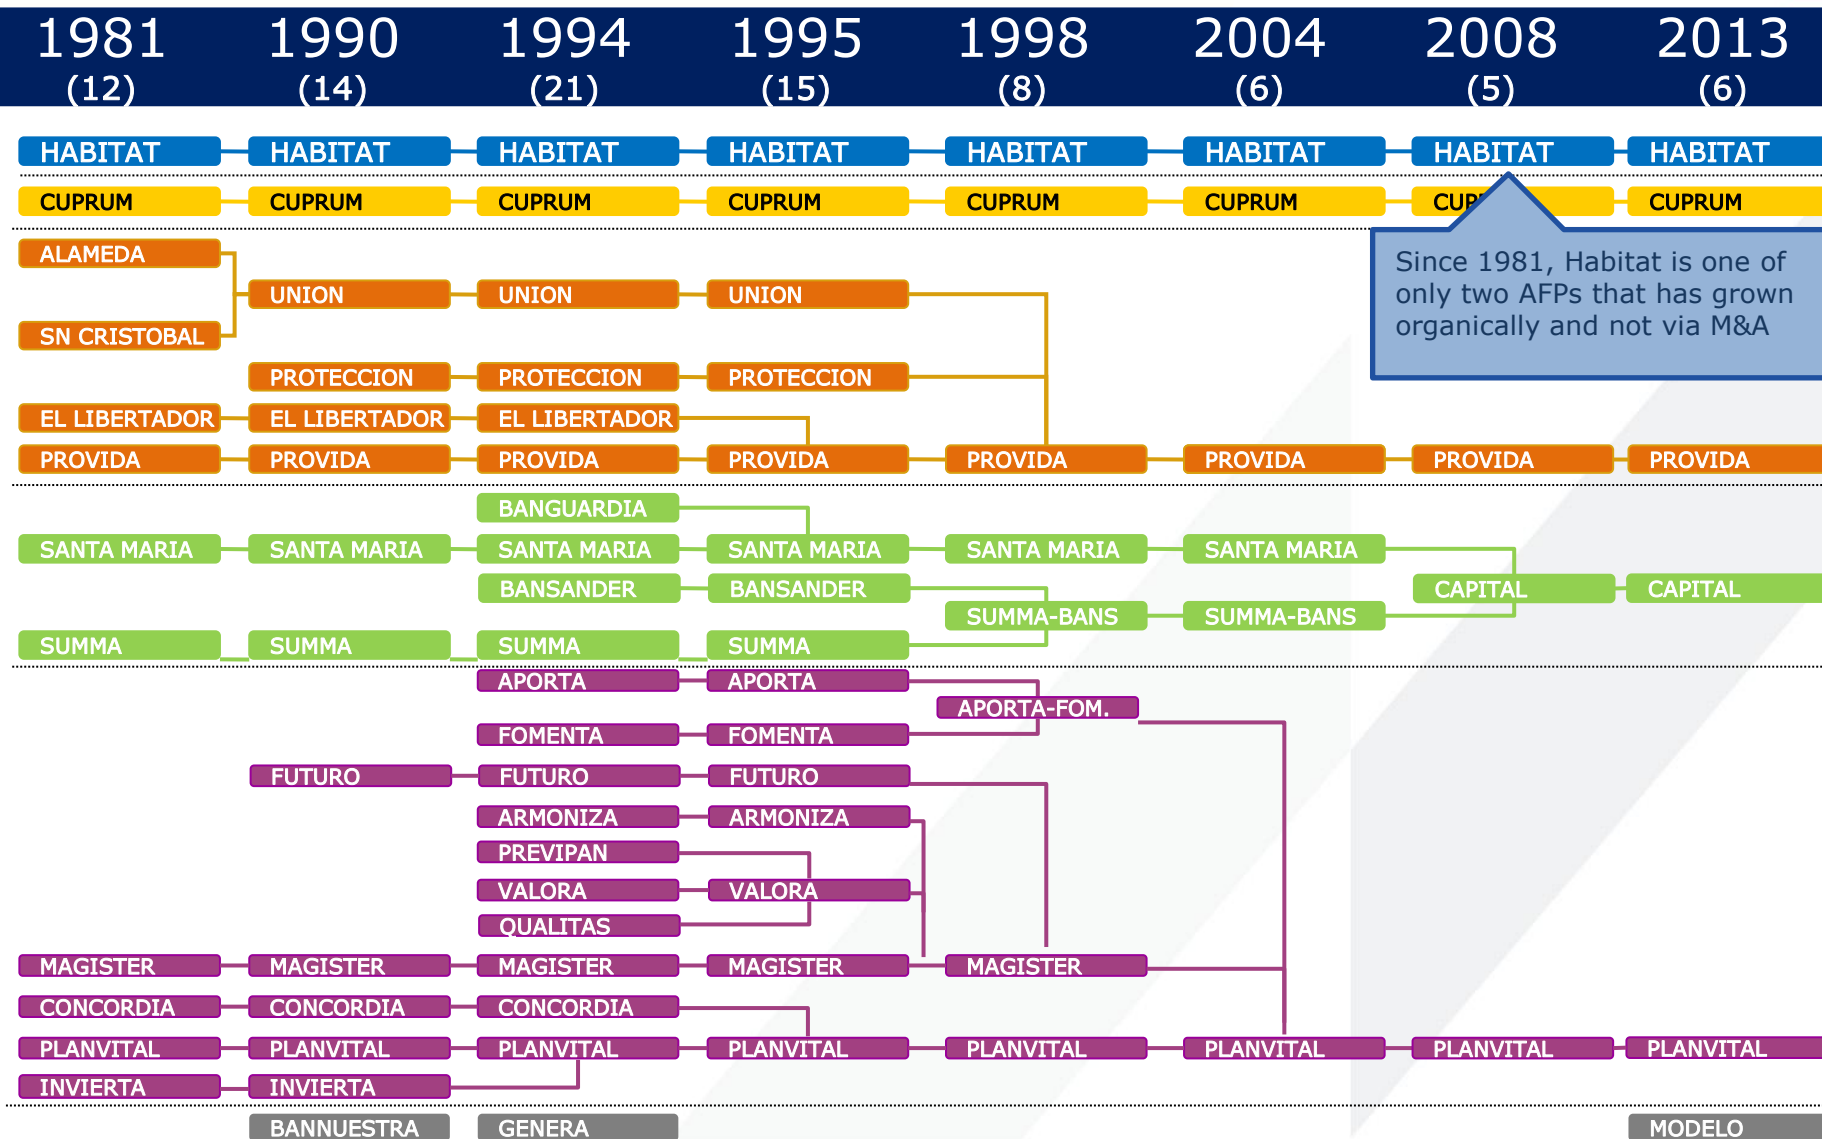 1981 1990 1994 1995 1998 2004 2008 2013
(12) (14) (21) (15) (8) (6) (5) (6)
HABITAT HABITAT HABITAT HABITAT HABITAT HABITAT HABITAT HABITAT
CUPRUM CUPRUM CUPRUM CUPRUM CUPRUM CUPRUM CUP CUPRUM
ALAMEDA
Since 1981, Habitat is one of
only two AFPs that has grown
organically and not via M&A
UNION UNION UNION
SN CRISTOBAL
PROTECCION PROTECCION PROTECCION
EL LIBERTADOR EL LIBERTADOR EL LIBERTADOR
PROVIDA PROVIDA PROVIDA PROVIDA PROVIDA PROVIDA PROVIDA PROVIDA
BANGUARDIA
SANTA MARIA SANTA MARIA SANTA MARIA SANTA MARIA SANTA MARIA SANTA MARIA
BANSANDER BANSANDER CAPITAL CAPITAL
SUMMA-BANS SUMMA-BANS
SUMMA SUMMA SUMMA SUMMA
APORTA APORTA
APORTA-FOM.
FOMENTA FOMENTA
FUTURO FUTURO FUTURO
ARMONIZA ARMONIZA
PREVIPAN
VALORA VALORA
QUALITAS
MAGISTER MAGISTER MAGISTER MAGISTER MAGISTER
CONCORDIA CONCORDIA CONCORDIA
PLANVITAL PLANVITAL PLANVITAL PLANVITAL PLANVITAL PLANVITAL PLANVITAL PLANVITAL
INVIERTA INVIERTA
BANNUESTRA GENERA MODELO